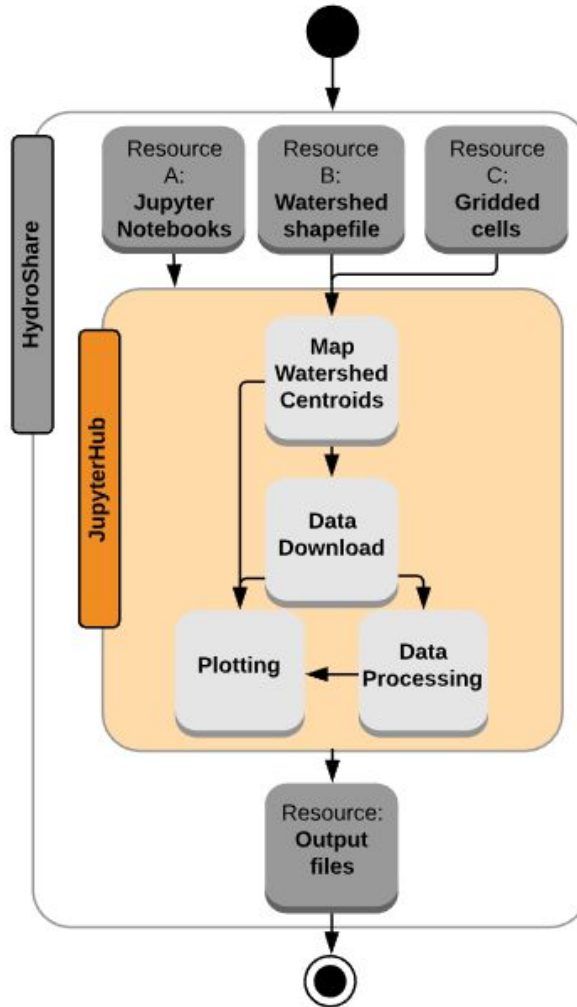 HydroShare
Resource
A:
Jupyter
Notebooks
Resource
B:
Watershed
shapefile
Resource
C:
Gridded
cells
JupyterHub
Map
Watershed
Centroids
Data
Download
Plotting
Data
Processing
Resource:
Output
files